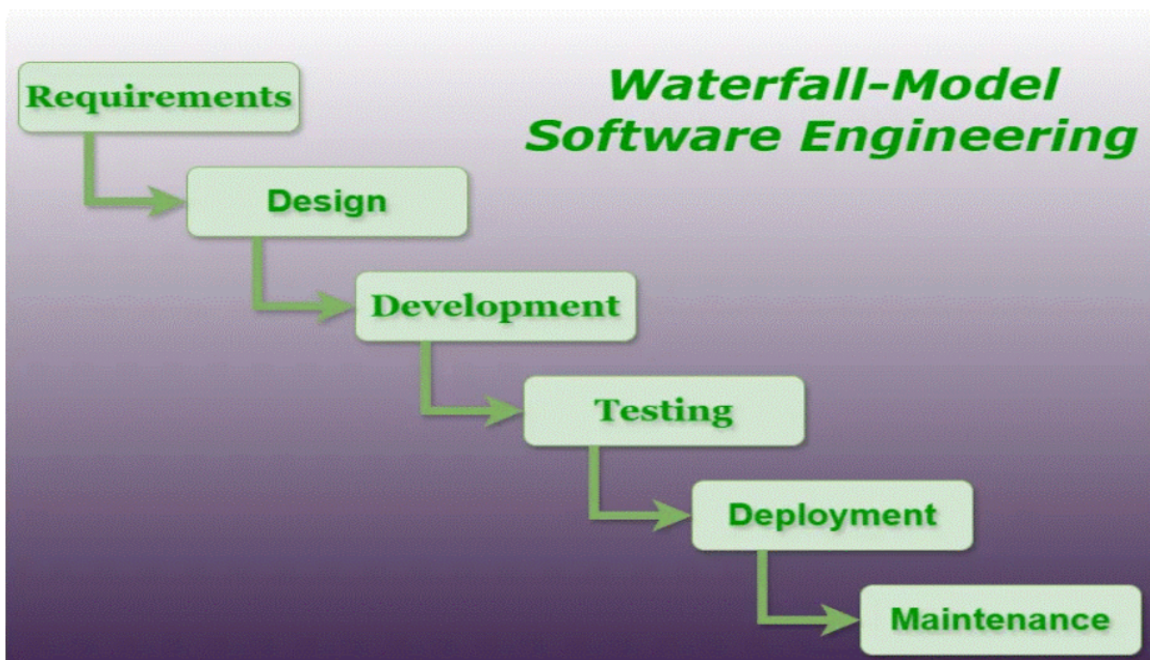 Waterfall-Model
Software Engineering
Requirements
Design
Development
Testing
Deployment
Maintenance